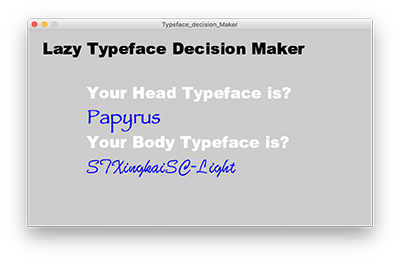 Typeface_decision_Maker
Lazy Typeface Decision Maker
Your Head Typeface is?
Papyrus
Your Body Typeface is?
STXingkaiSC-Light